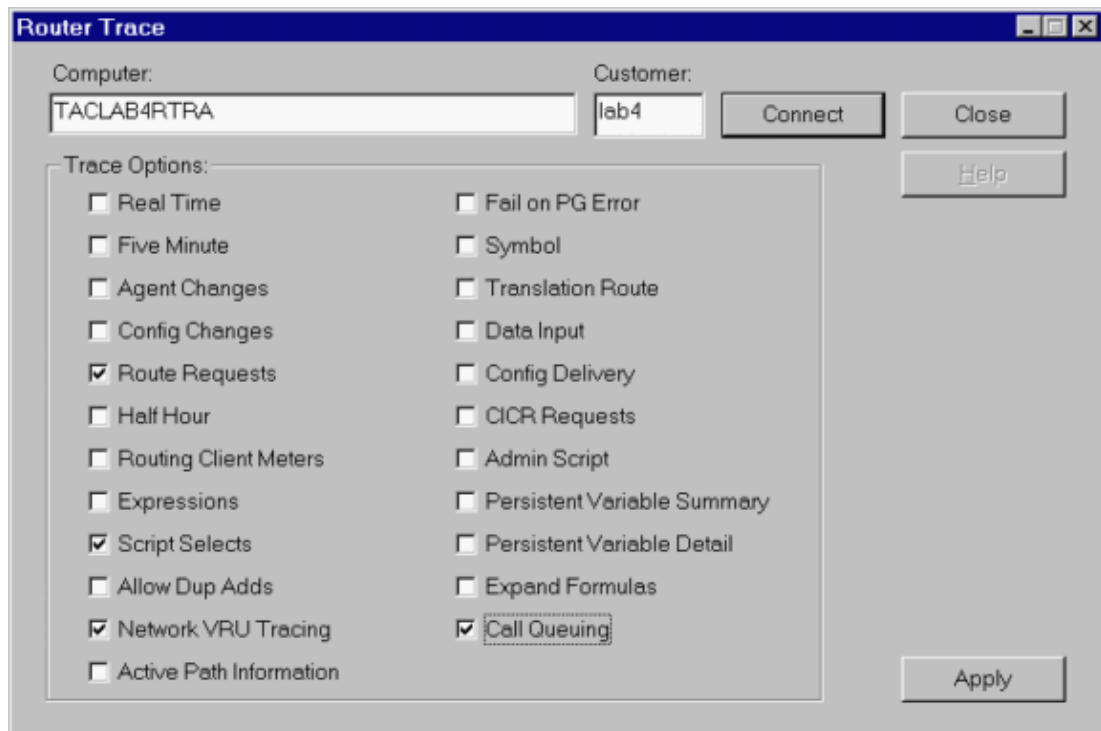 Router Trace
Computer:
Customer:
TACLAB4RTRA
lab4
Connect
Close
Help
Trace Options:
Real Time
Five Minute
Agent Changes
Config Changes
Route Requests
Half Hour
Routing Client Meters
Expressions
Script Selects
Allow Dup Adds
Network VRU Tracing
Active Path Information
Fail on PG Error
Symbol
Translation Route
Data Input
Config Delivery
CICR Requests
Admin Script
Persistent Variable Summary
Persistent Variable Detail
Expand Formulas
Call Queuing
Apply